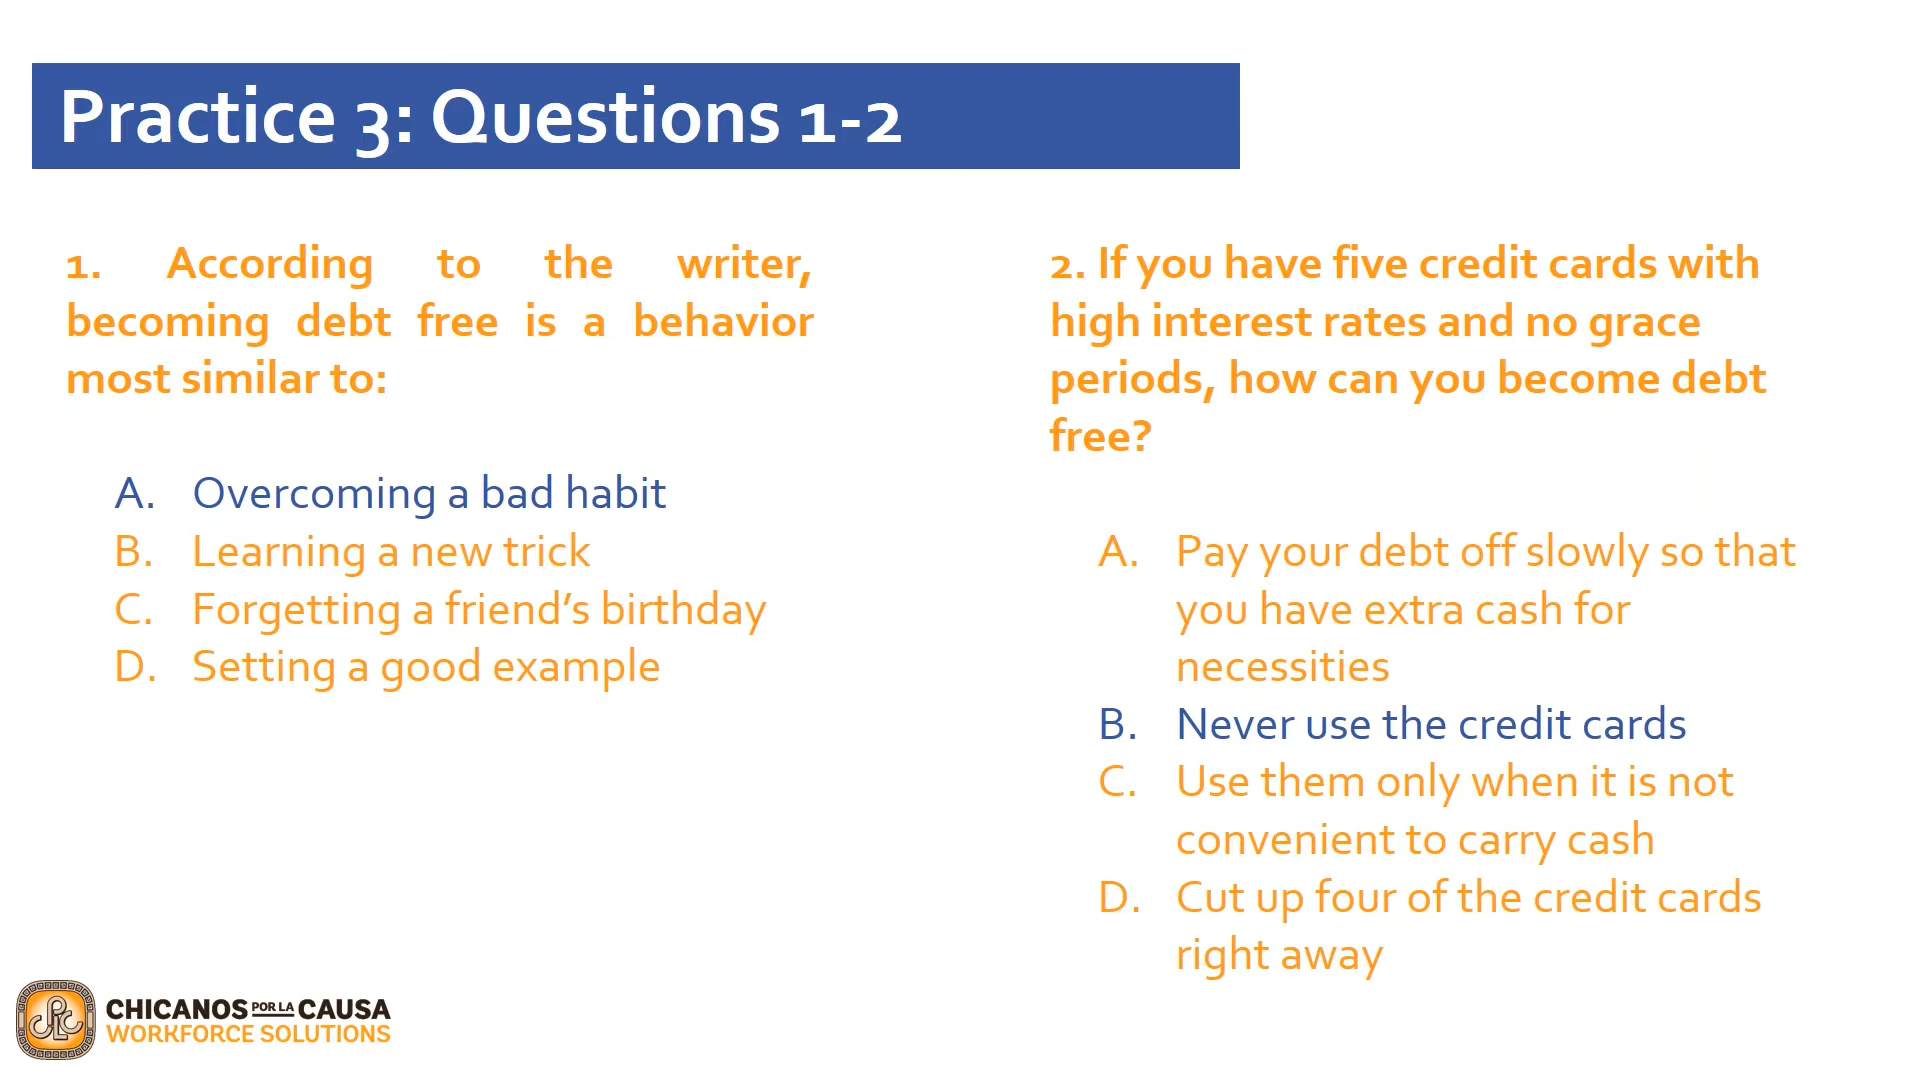 Practice 3: Questions 1-2
1. According to the writer,
becoming debt free is a behavior
most similar to:
A. Overcoming a bad habit
B. Learning a new trick
C. Forgetting a friend’s birthday
D. Setting a good example
2. If you have five credit cards with
high interest rates and no grace
periods, how can you become debt
free?
A. Pay your debt off slowly so that
you have extra cash for
necessities
B. Never use the credit cards
C. Use them only when it is not
convenient to carry cash
D. Cut up four of the credit cards
right away
CPLC
CHICANOS POR LA CAUSA
WORKFORCE SOLUTIONS